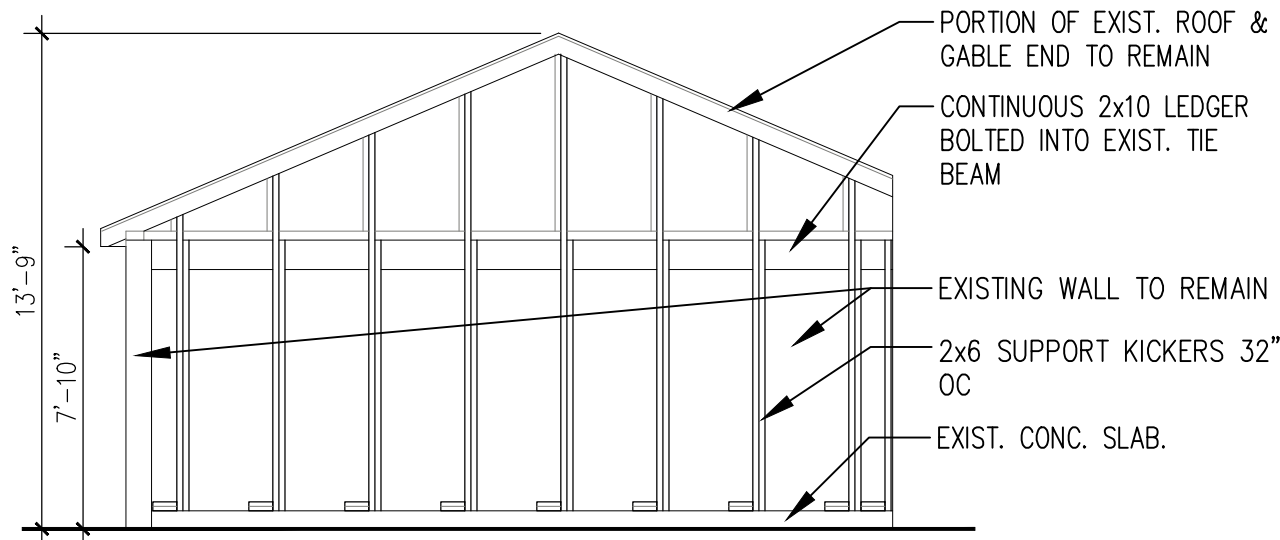 PORTION OF EXIST. ROOF &
GABLE END TO REMAIN
CONTINUOUS 2x10 LEDGER
BOLTED INTO EXIST. TIE
BEAM
EXISTING WALL TO REMAIN
2x6 SUPPORT KICKERS 32"
OC
EXIST. CONC. SLAB.
13'-9"
7'-10"